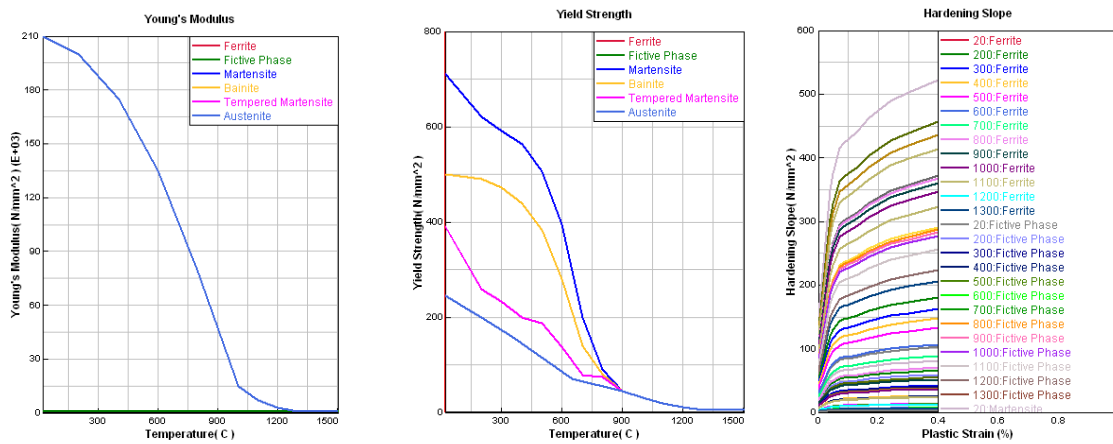 Young's Modulus
210
180
150
120
90
60
30
0
Young's Modulus( N/mm^2 ) (E+03)
300
600
900
1200
1500
Temperature( C )
Ferrite
Fictive Phase
Martensite
Bainite
Tempered Martensite
Austenite
Yield Strength
800
600
400
200
0
Yield Strength( N/mm^2 )
300
600
900
1200
1500
Temperature( C )
Ferrite
Fictive Phase
Martensite
Bainite
Tempered Martensite
Austenite
Hardening Slope
600
500
400
300
200
100
0
Hardening Slope( N/mm^2 )
0
0.2
0.4
0.6
0.8
Plastic Strain (%)
20:Ferrite
200:Ferrite
300:Ferrite
400:Ferrite
500:Ferrite
600:Ferrite
700:Ferrite
800:Ferrite
900:Ferrite
1000:Ferrite
1100:Ferrite
1200:Ferrite
1300:Ferrite
20:Fictive Phase
200:Fictive Phase
300:Fictive Phase
400:Fictive Phase
500:Fictive Phase
600:Fictive Phase
700:Fictive Phase
800:Fictive Phase
900:Fictive Phase
1000:Fictive Phase
1100:Fictive Phase
1200:Fictive Phase
1300:Fictive Phase
20:Martensite